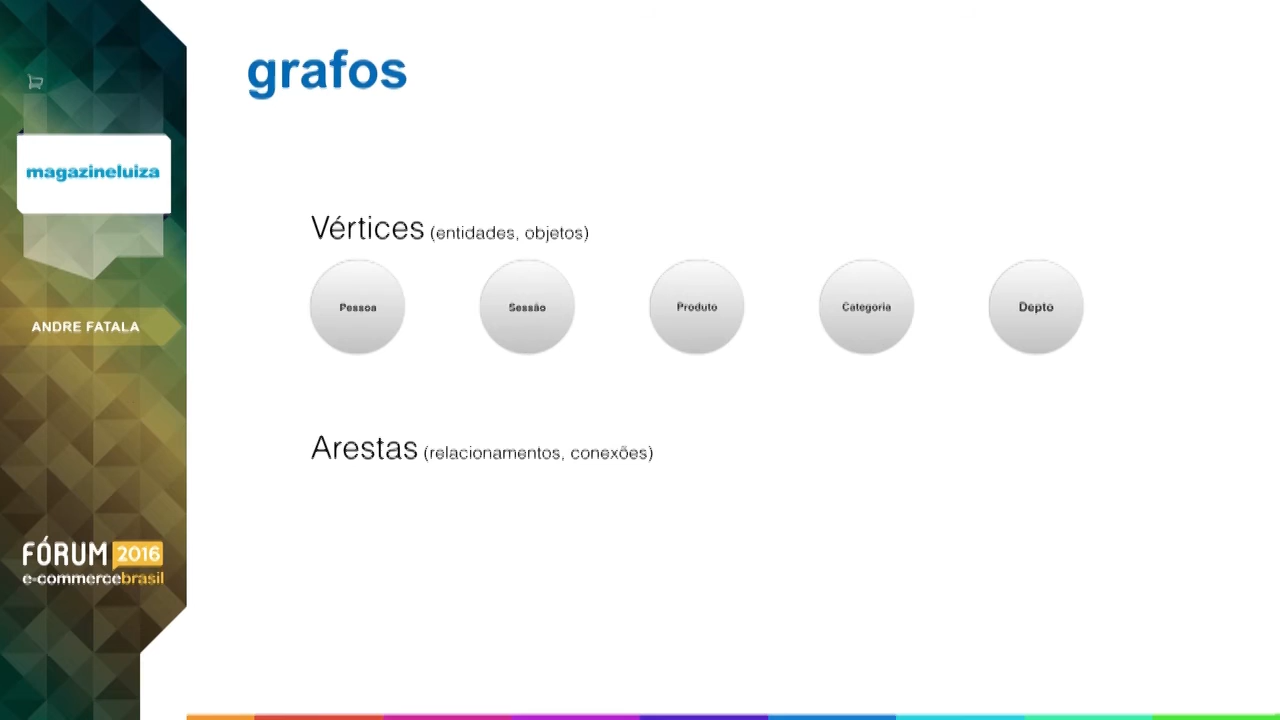 grafos
magazineluiza
Vértices (entidades, objetos)
Pessoa
Sessão
Produto
Categoria
Depto
ANDRE FATALA
Arestas (relacionamentos, conexões)
FÓRUM 2016
e-commercebrasil